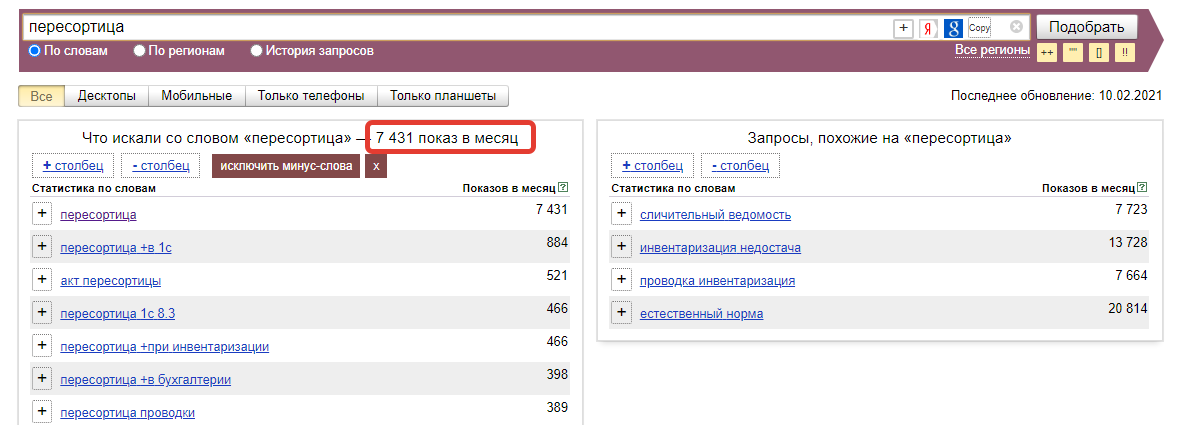 пересортица
+ Я g Copy
Подобрать
По словам По регионам История запросов Все регионы ++ "" [] !!
Все Десктопы Мобильные Только телефоны Только планшеты Последнее обновление: 10.02.2021
Что искали со словом «пересортица» — 7 431 показ в месяц
+ столбец - столбец исключить минус-слова x
Статистика по словам Показов в месяц ?
+ пересортица 7 431
+ пересортица +в 1с 884
+ акт пересортицы 521
+ пересортица 1с 8.3 466
+ пересортица +при инвентаризации 466
+ пересортица +в бухгалтерии 398
+ пересортица проводки 389
Запросы, похожие на «пересортица»
+ столбец - столбец
Статистика по словам Показов в месяц ?
+ сличительный ведомость 7 723
+ инвентаризация недостача 13 728
+ проводка инвентаризация 7 664
+ естественный норма 20 814